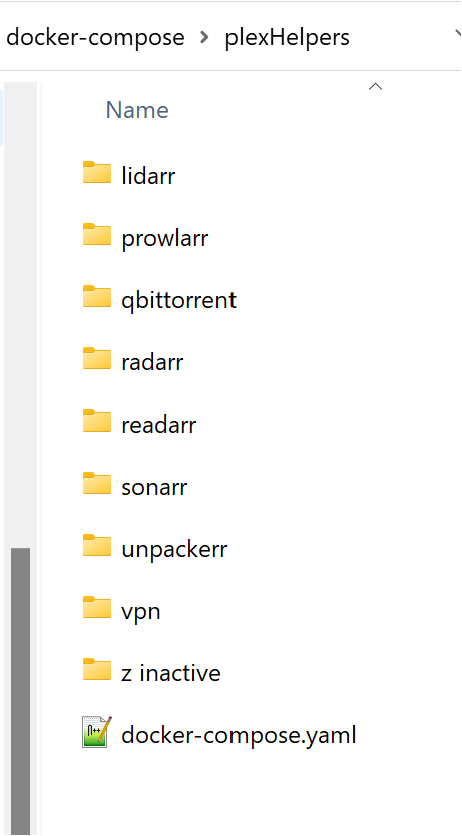 docker-compose > plexHelpers
Name
lidarr
prowlarr
qbittorrent
radarr
readarr
sonarr
unpackerr
vpn
z inactive
docker-compose.yaml